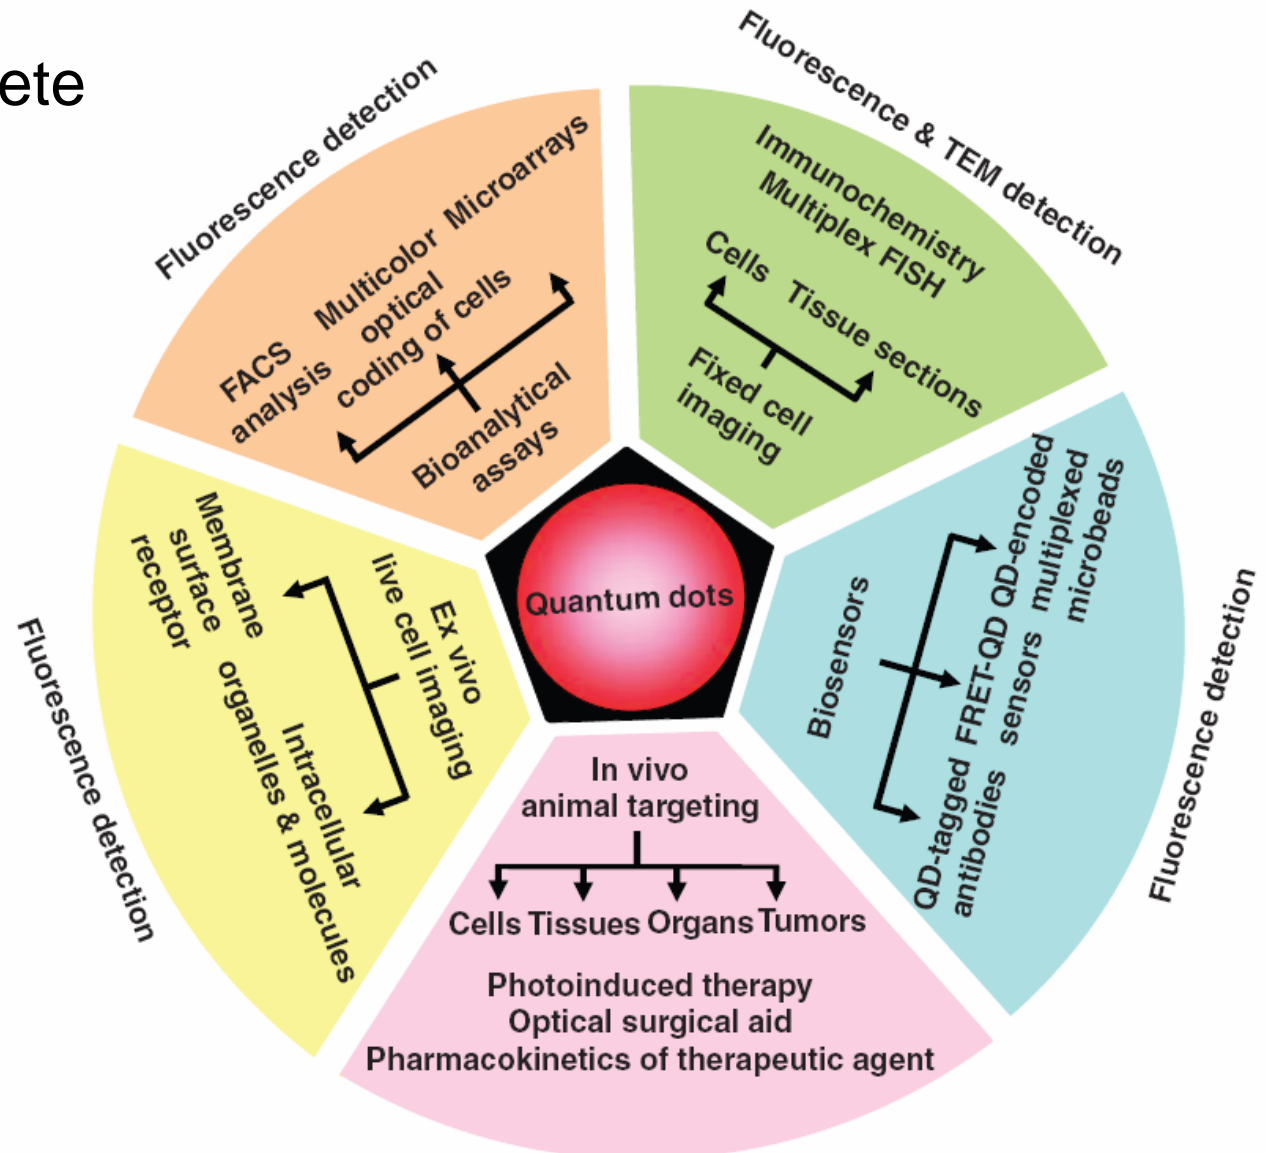 ete
Fluorescence detection
FACS
analysis
Multicolor
optical
coding of cells
Microarrays
Bioanalytical
assays
Fluorescence & TEM detection
Immunochemistry
Multiplex FISH
Cells
Tissue sections
Fixed cell
imaging
Fluorescence detection
QD-encoded
multiplexed
microbeads
FRET-QD
sensors
QD-tagged
antibodies
Biosensors
Quantum dots
Fluorescence detection
Membrane
surface
receptor
Intracellular
organelles & molecules
Ex vivo
live cell imaging
In vivo
animal targeting
Cells Tissues Organs Tumors
Photoinduced therapy
Optical surgical aid
Pharmacokinetics of therapeutic agent